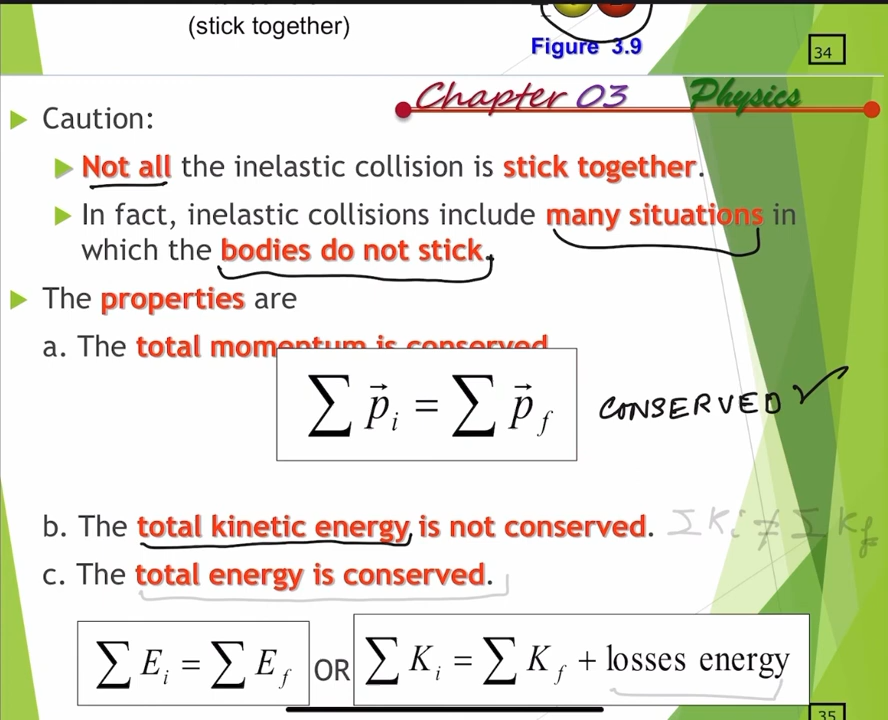 (stick together)
Figure 3.9
34
Chapter 03 Physics
Caution:
Not all the inelastic collision is stick together.
In fact, inelastic collisions include many situations in
which the bodies do not stick.
The properties are
a. The total momentum is conserved
∑ p⃗ᵢ = ∑ p⃗_f CONSERVED ✓
b. The total kinetic energy is not conserved. ΣKi ≠ ΣKf
c. The total energy is conserved.
∑ Eᵢ = ∑ E_f OR ∑ Kᵢ = ∑ K_f + losses energy
35